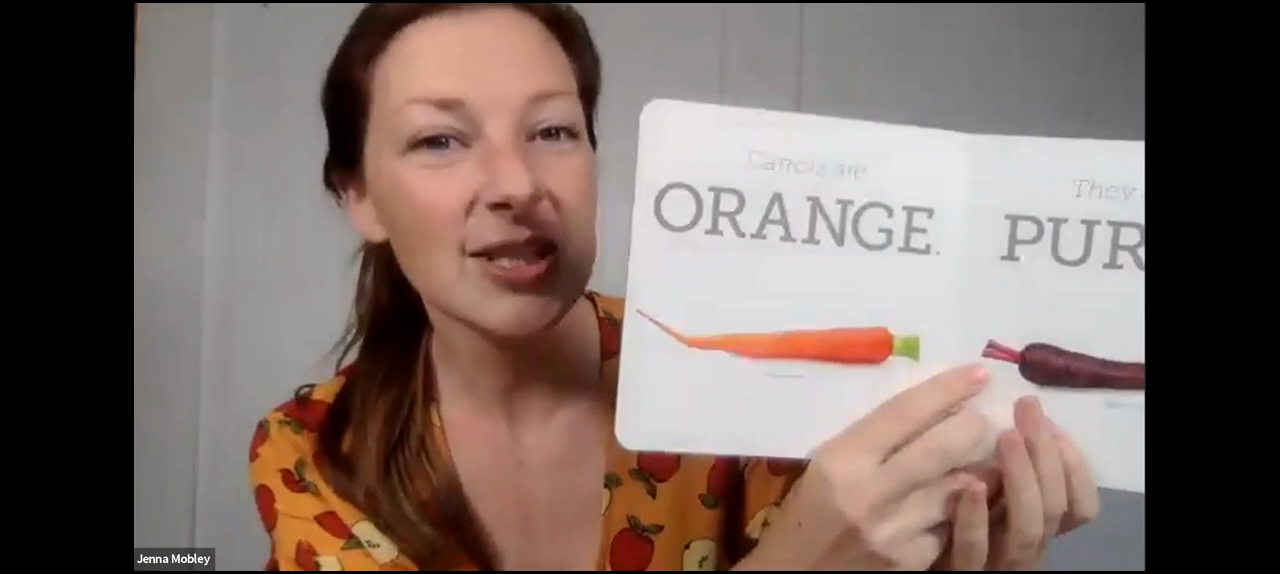 Carrots are
ORANGE.
They
PUR
Jenna Mobley